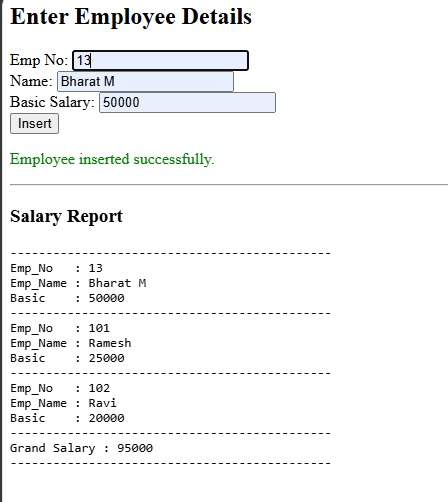 Enter Employee Details
Emp No: 13
Name: Bharat M
Basic Salary: 50000
Insert
Employee inserted successfully.
Salary Report
---------------------------------------------
Emp_No   : 13
Emp_Name : Bharat M
Basic    : 50000
---------------------------------------------
Emp_No   : 101
Emp_Name : Ramesh
Basic    : 25000
---------------------------------------------
Emp_No   : 102
Emp_Name : Ravi
Basic    : 20000
---------------------------------------------
Grand Salary : 95000
---------------------------------------------